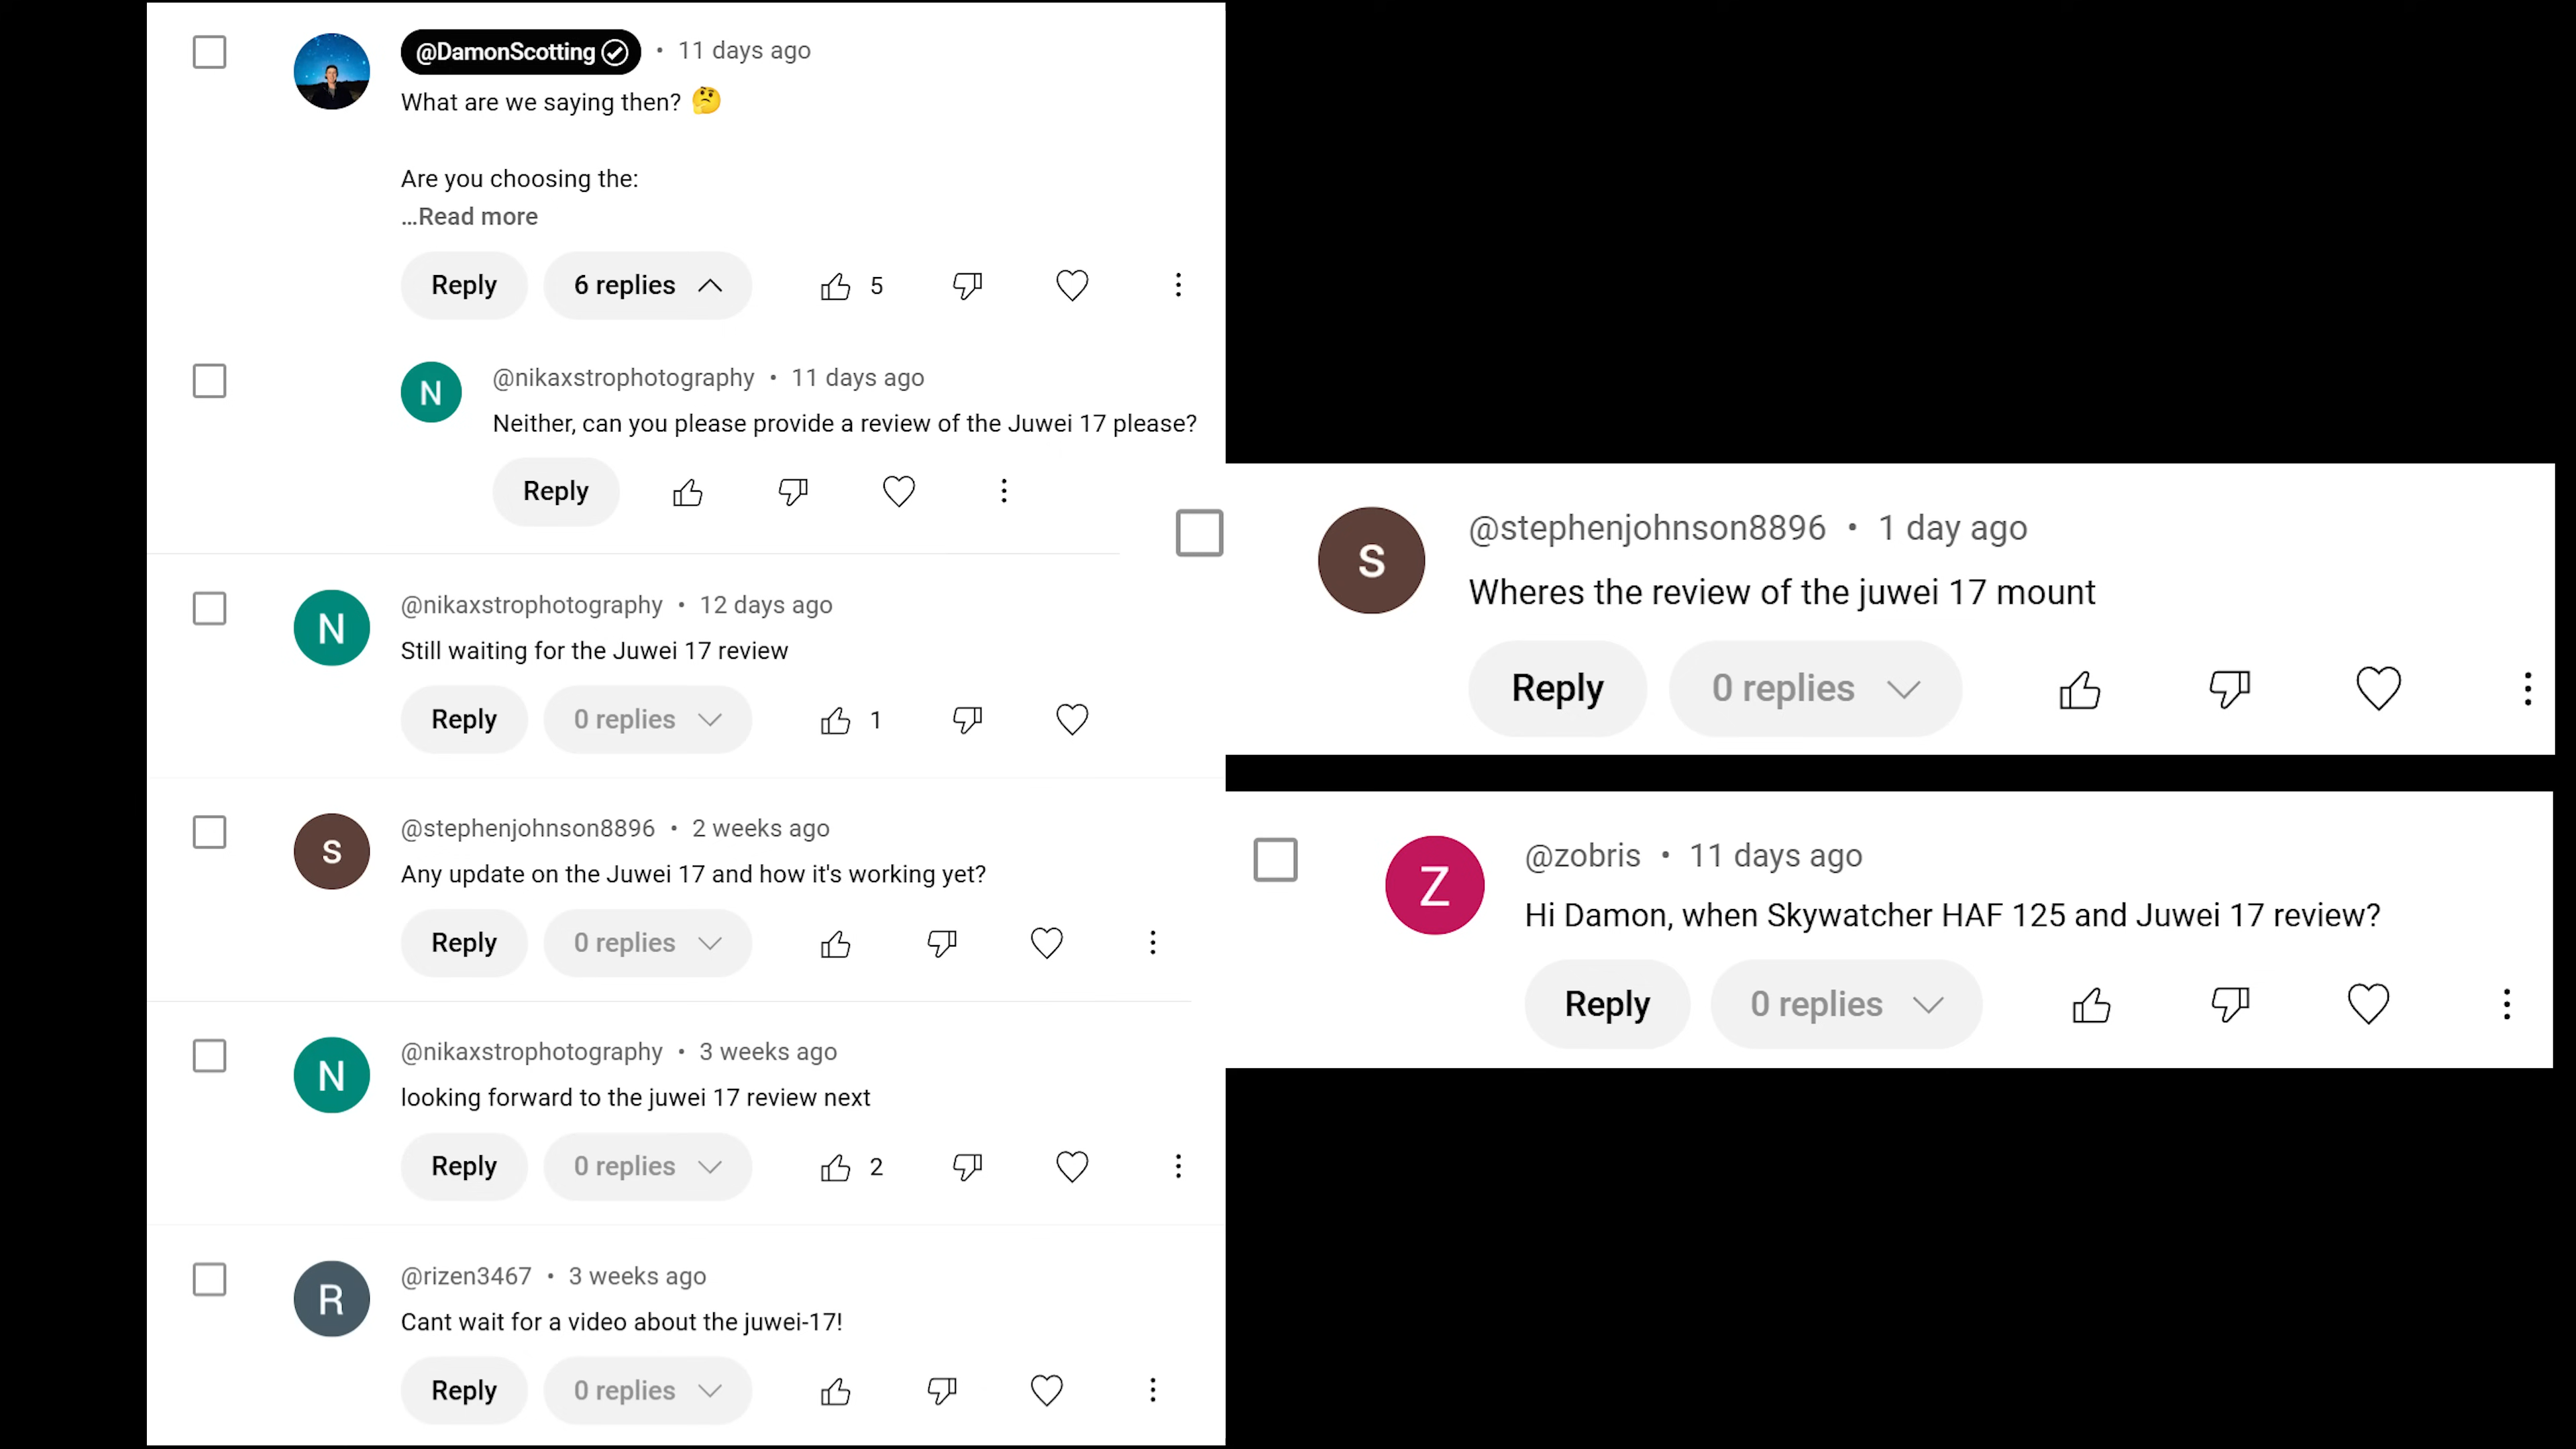 @DamonScotting • 11 days ago
What are we saying then? 🤔
Are you choosing the:
...Read more
Reply 6 replies 5
N @nikaxstrophotography • 11 days ago
Neither, can you please provide a review of the Juwei 17 please?
Reply
N @nikaxstrophotography • 12 days ago
Still waiting for the Juwei 17 review
Reply 0 replies 1
S @stephenjohnson8896 • 2 weeks ago
Any update on the Juwei 17 and how it's working yet?
Reply 0 replies
N @nikaxstrophotography • 3 weeks ago
looking forward to the juwei 17 review next
Reply 0 replies 2
R @rizen3467 • 3 weeks ago
Cant wait for a video about the juwei-17!
Reply 0 replies
S @stephenjohnson8896 • 1 day ago
Wheres the review of the juwei 17 mount
Reply 0 replies
Z @zobris • 11 days ago
Hi Damon, when Skywatcher HAF 125 and Juwei 17 review?
Reply 0 replies